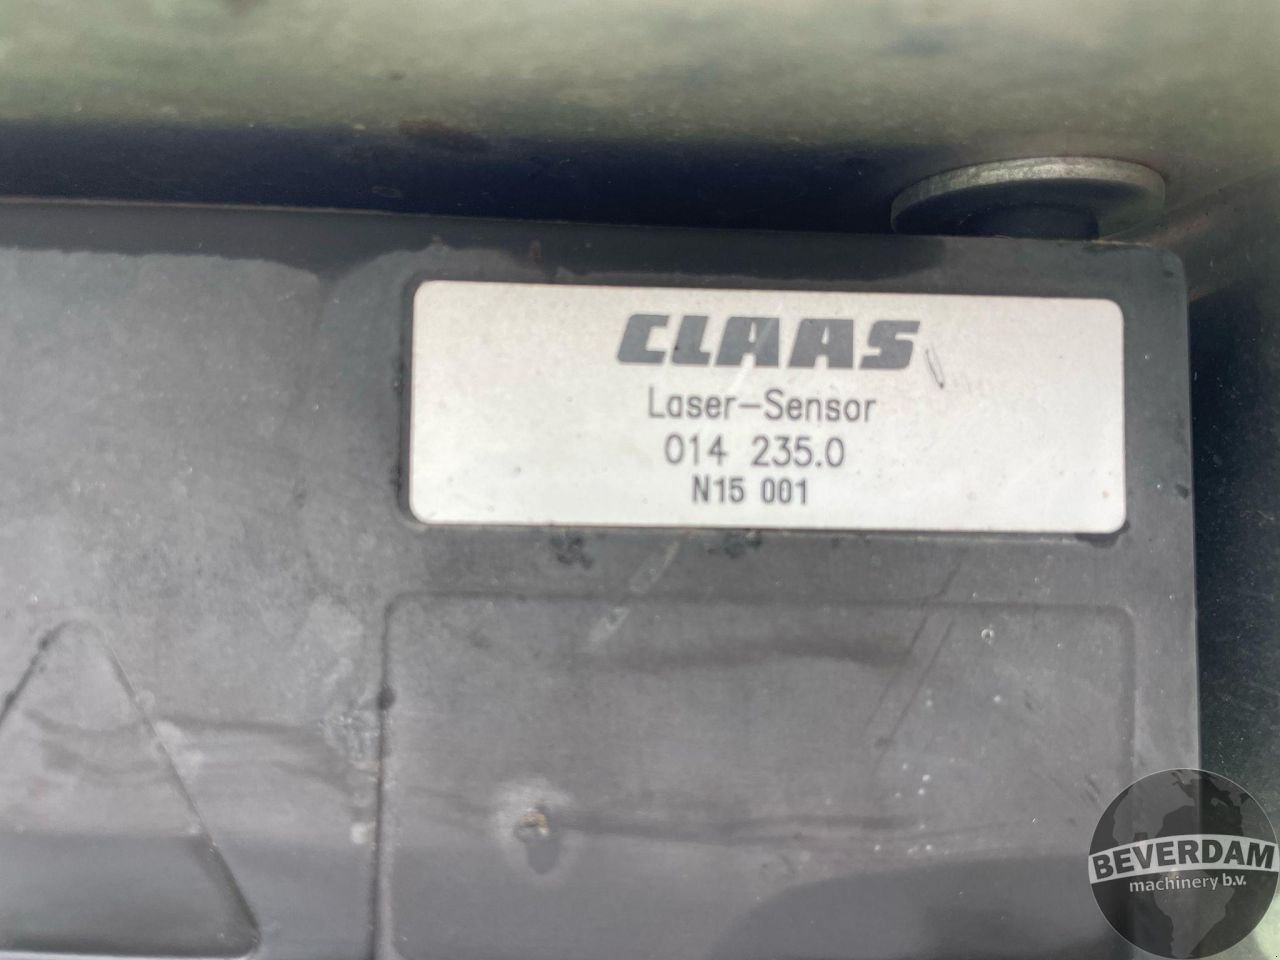 CLAAS
Laser-Sensor
014 235.0
N15 001
BEVERDAM
machinery b.v.